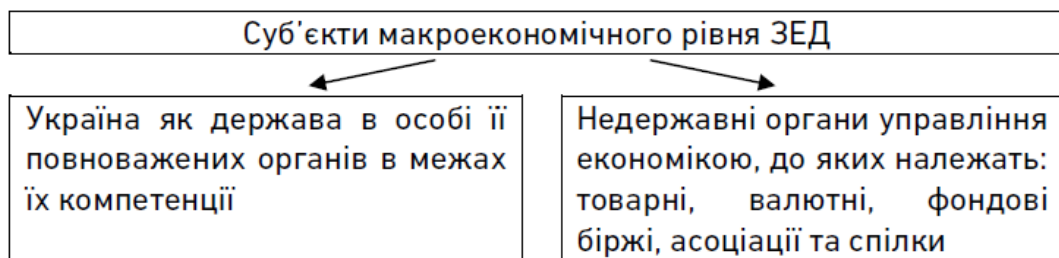 Суб’єкти макроекономічного рівня ЗЕД
Україна як держава в особі її
повноважених органів в межах
їх компетенції
Недержавні органи управління
економікою, до яких належать:
товарні, валютні, фондові
біржі, асоціації та спілки